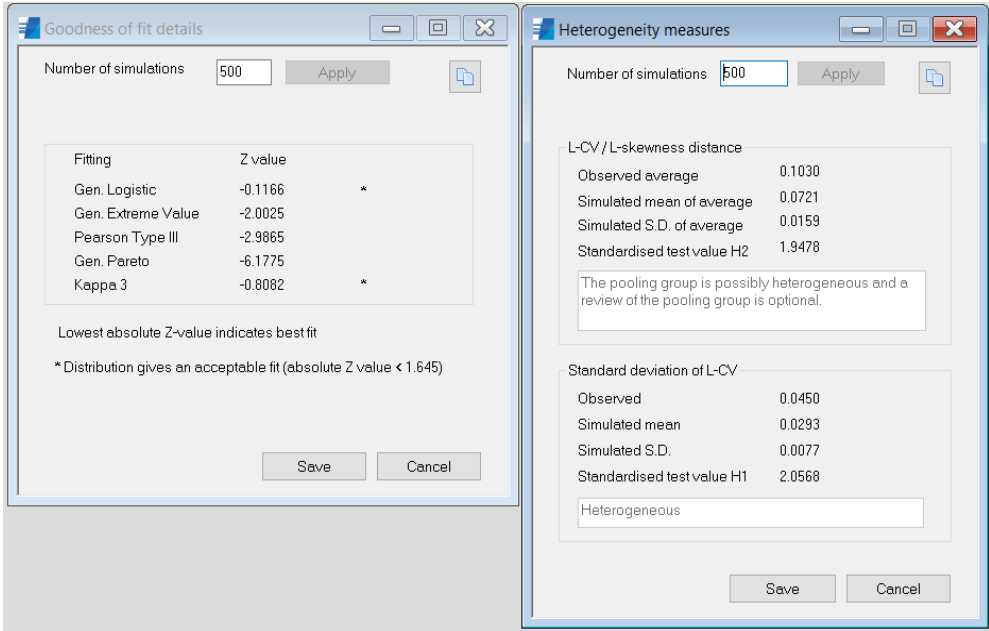 Goodness of fit details
Number of simulations 500 Apply
Fitting Z value
Gen. Logistic -0.1166 *
Gen. Extreme Value -2.0025
Pearson Type III -2.9865
Gen. Pareto -6.1775
Kappa 3 -0.8082 *
Lowest absolute Z-value indicates best fit
* Distribution gives an acceptable fit (absolute Z value < 1.645)
Save Cancel
Heterogeneity measures
Number of simulations 500 Apply
L-CV / L-skewness distance
Observed average 0.1030
Simulated mean of average 0.0721
Simulated S.D. of average 0.0159
Standardised test value H2 1.9478
The pooling group is possibly heterogeneous and a
review of the pooling group is optional.
Standard deviation of L-CV
Observed 0.0450
Simulated mean 0.0293
Simulated S.D. 0.0077
Standardised test value H1 2.0568
Heterogeneous
Save Cancel